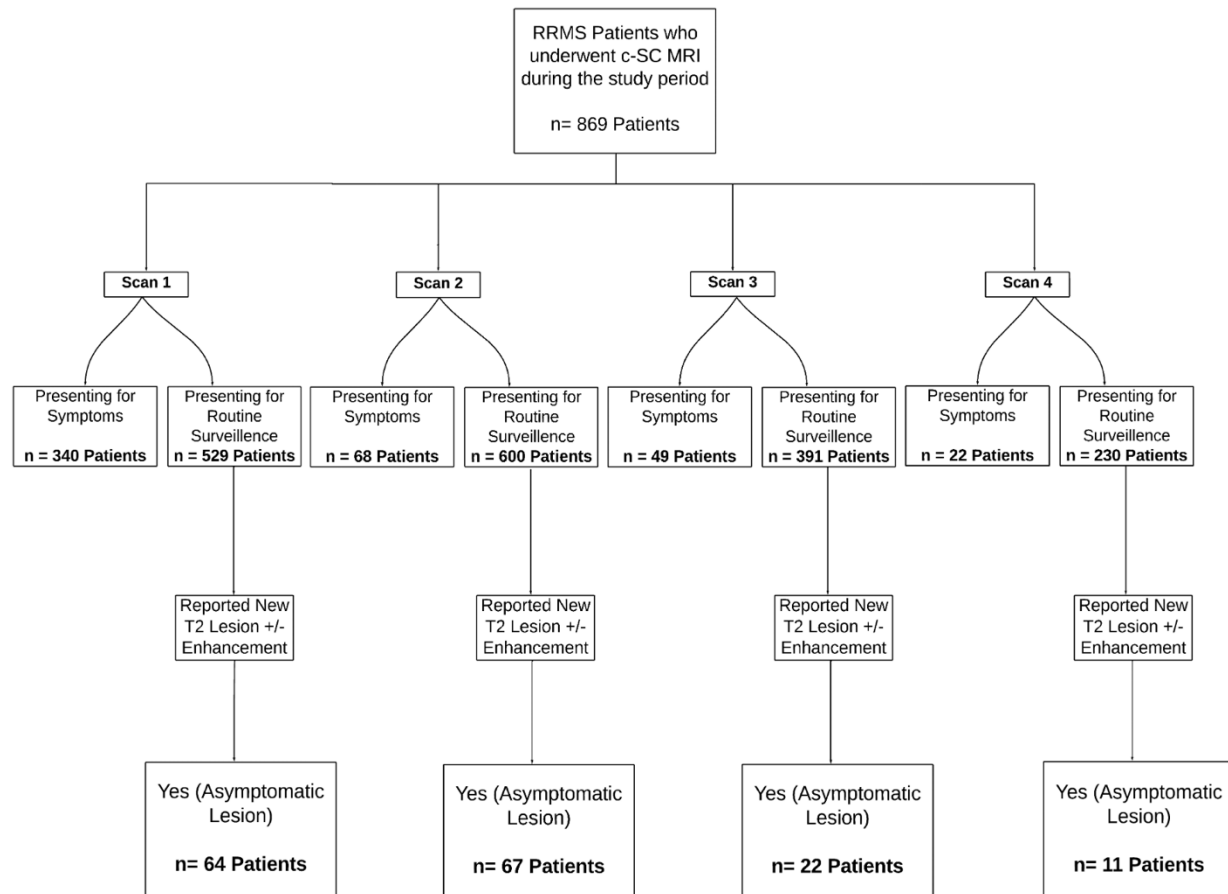 RRMS Patients who
underwent c-SC MRI
during the study period
n= 869 Patients
Scan 1
Scan 2
Scan 3
Scan 4
Presenting for
Symptoms
n = 340 Patients
Presenting for
Routine
Surveillence
n = 529 Patients
Presenting for
Symptoms
n = 68 Patients
Presenting for
Routine
Surveillence
n = 600 Patients
Presenting for
Symptoms
n = 49 Patients
Presenting for
Routine
Surveillence
n = 391 Patients
Presenting for
Symptoms
n = 22 Patients
Presenting for
Routine
Surveillence
n = 230 Patients
Reported New
T2 Lesion +/-
Enhancement
Reported New
T2 Lesion +/-
Enhancement
Reported New
T2 Lesion +/-
Enhancement
Reported New
T2 Lesion +/-
Enhancement
Yes (Asymptomatic
Lesion)
n= 64 Patients
Yes (Asymptomatic
Lesion)
n= 67 Patients
Yes (Asymptomatic
Lesion)
n= 22 Patients
Yes (Asymptomatic
Lesion)
n= 11 Patients